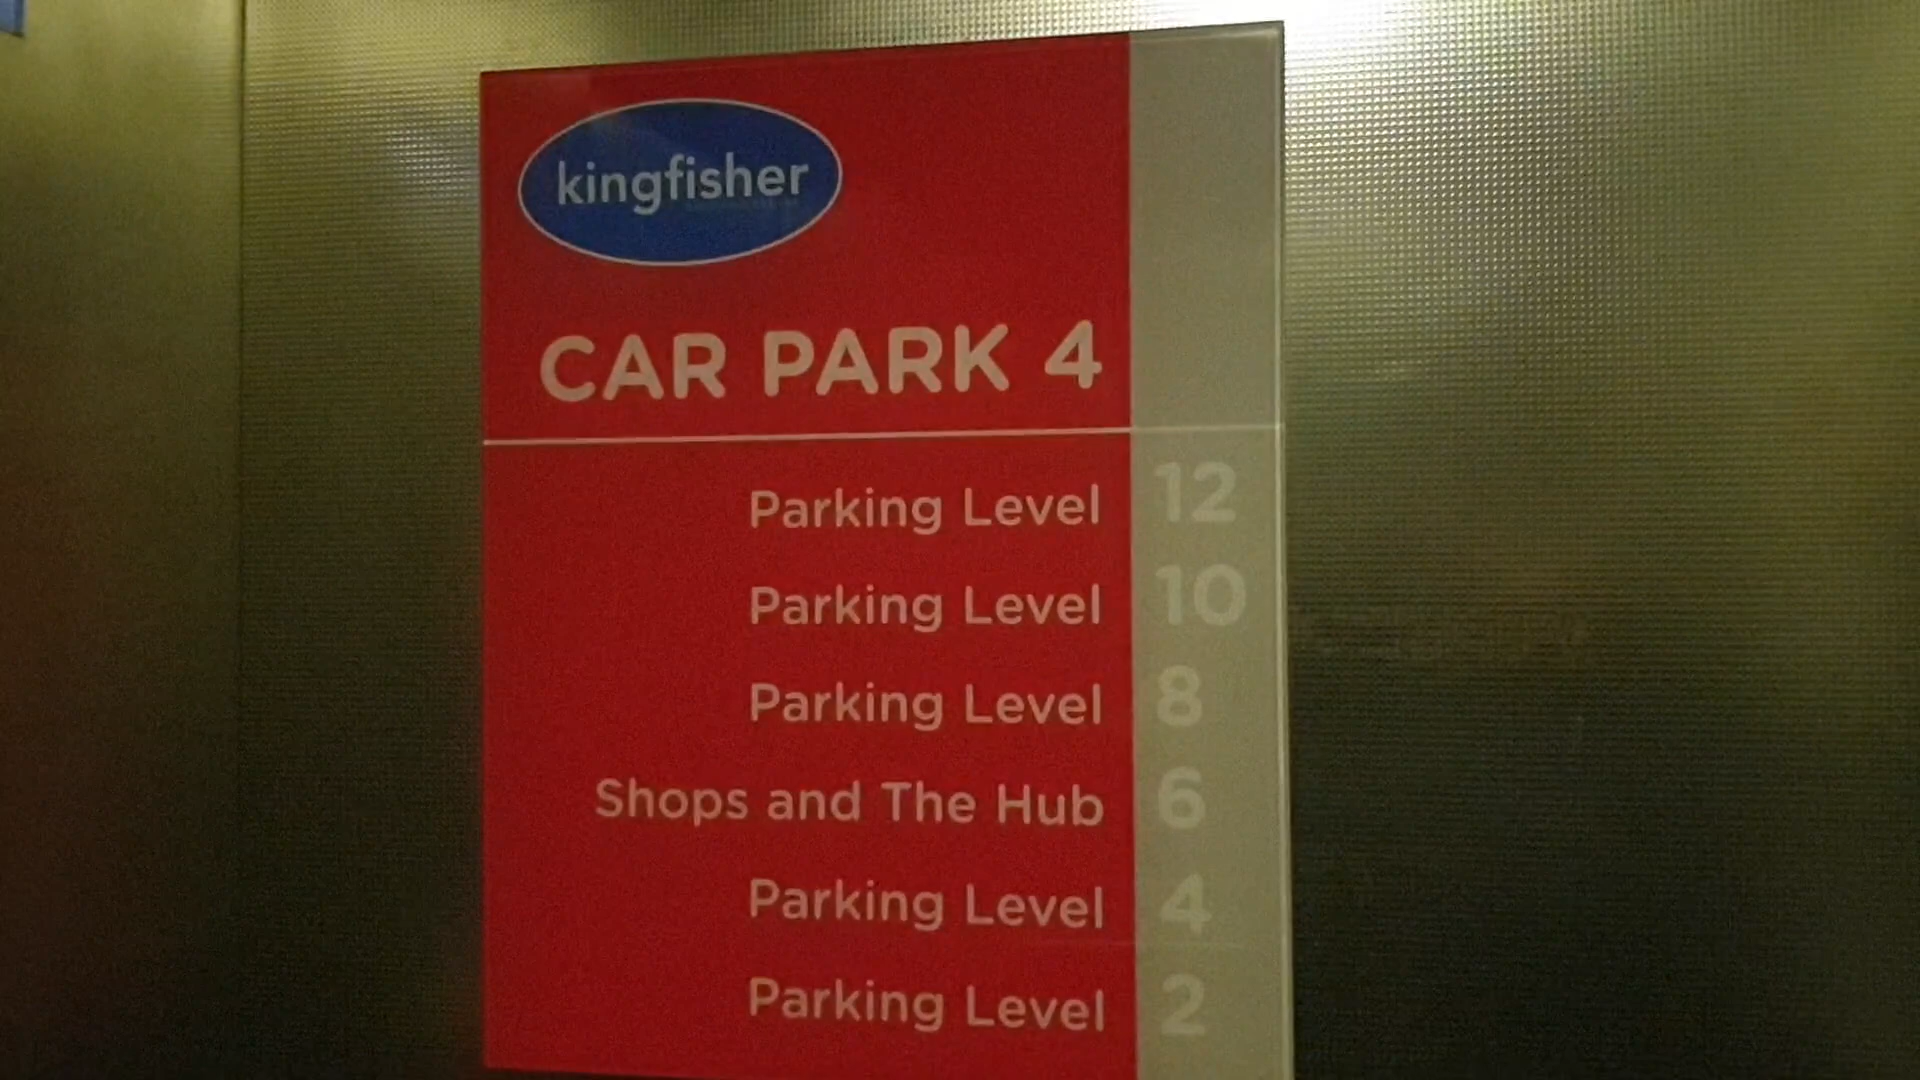 kingfisher
CAR PARK 4
Parking Level 12
Parking Level 10
Parking Level 8
Shops and The Hub 6
Parking Level 4
Parking Level 2